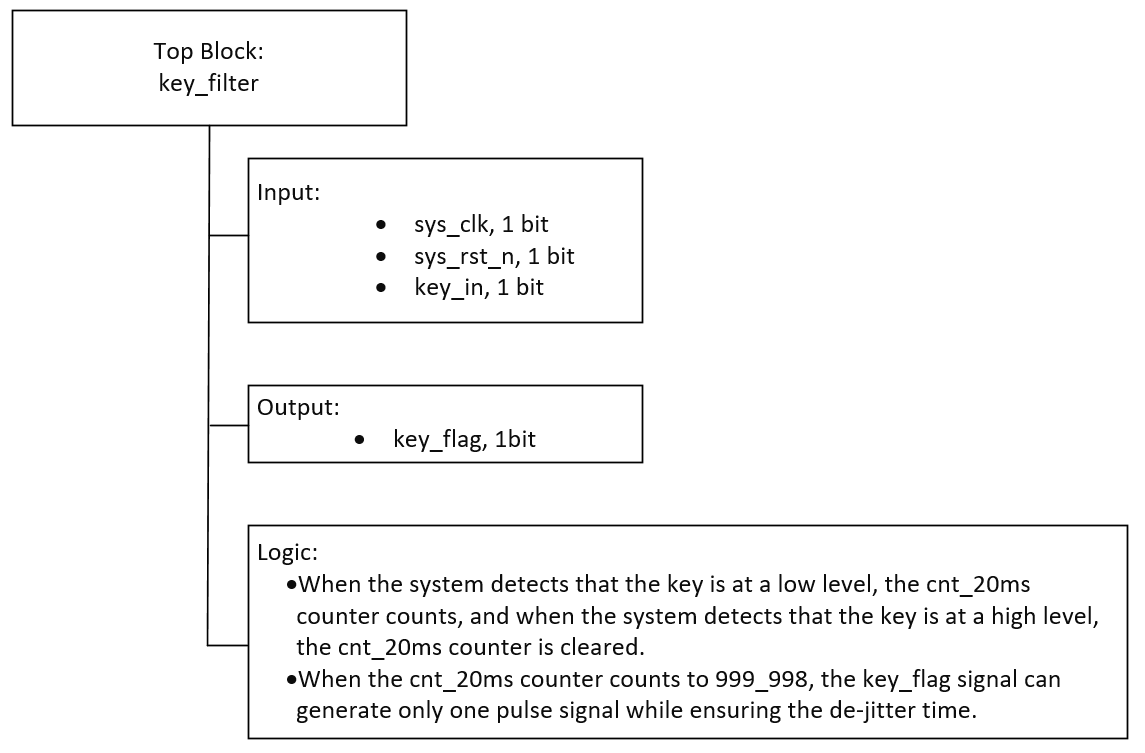 Top Block:
key_filter
Input:
• sys_clk, 1 bit
• sys_rst_n, 1 bit
• key_in, 1 bit
Output:
• key_flag, 1bit
Logic:
•When the system detects that the key is at a low level, the cnt_20ms
counter counts, and when the system detects that the key is at a high level,
the cnt_20ms counter is cleared.
•When the cnt_20ms counter counts to 999_998, the key_flag signal can
generate only one pulse signal while ensuring the de-jitter time.